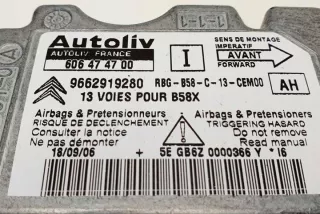 Autoliv
AUTOLIV FRANCE
606 47 47 00
I
SENS DE MONTAGE
IMPERATIF
AVANT
FORWARD
9662919280 RBG-B58-C-13-CEM00 AH
13 VOIES POUR B58X
Airbags & Pretensionneurs
RISQUE DE DECLENCHEMENT
Consulter la notice
Ne pas démonter
Airbags & Pretensioners
TRIGGERING HASARD
Do not remove
Read manual
18/09/06 + 5E GB6Z 0000366 Y *16